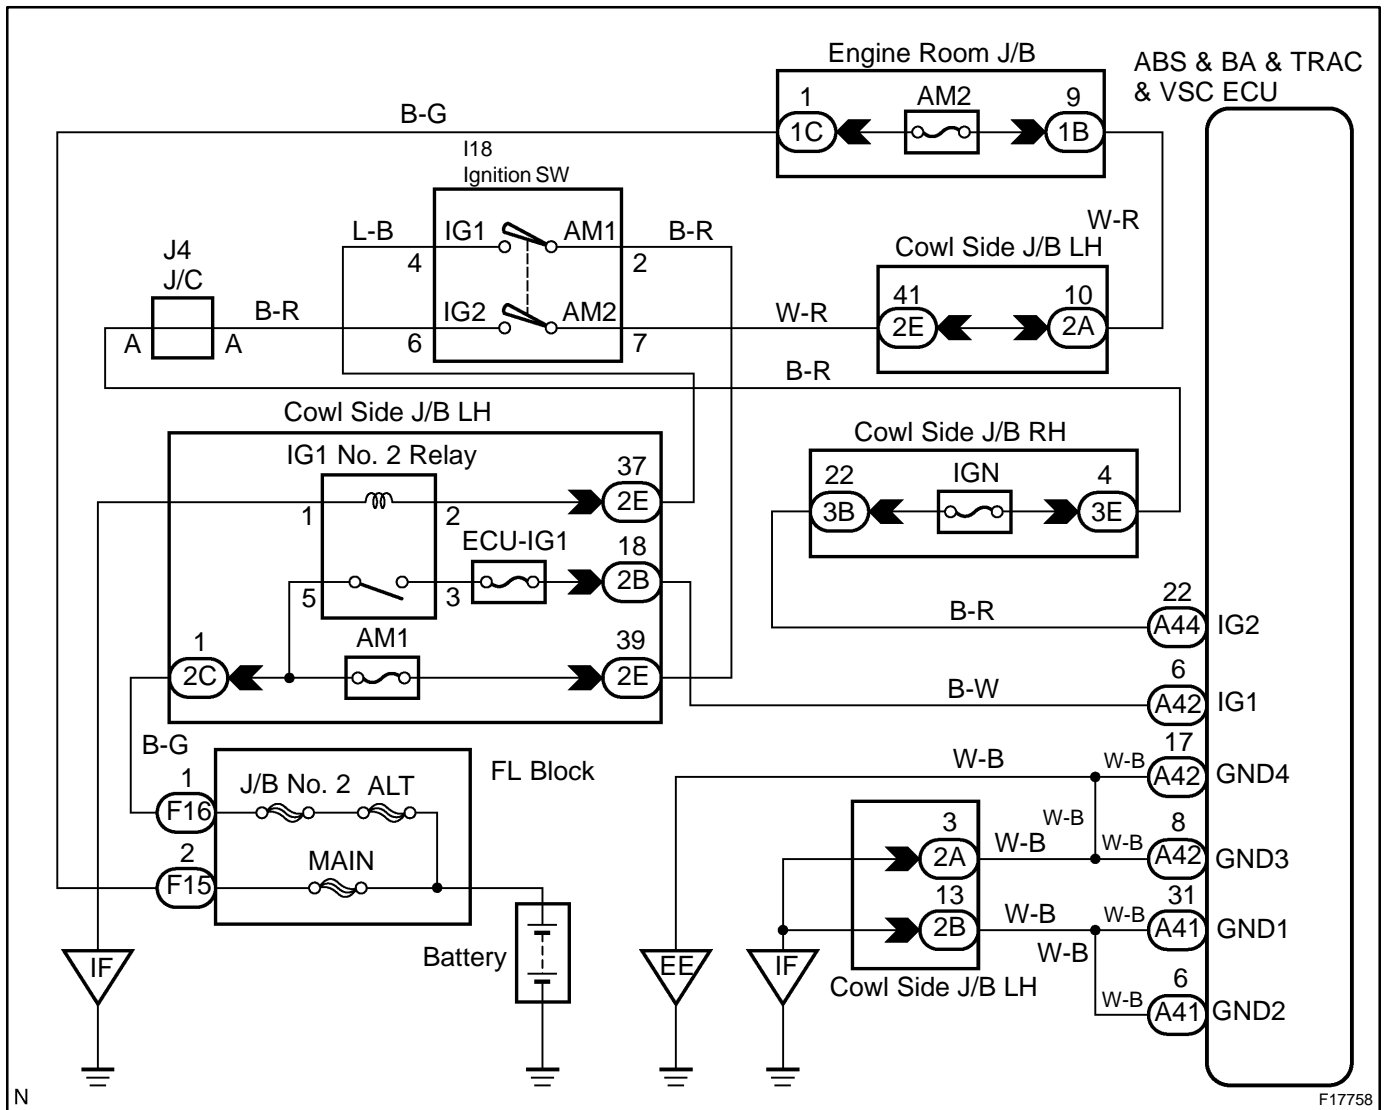 Engine Room J/B
ABS & BA & TRAC
& VSC ECU
1
AM2
9
B-G
1C
1B
I18
Ignition SW
W-R
L-B
IG1
AM1
B-R
4
2
Cowl Side J/B LH
J4
J/C
41
10
B-R
IG2
AM2
W-R
2E
2A
A
A
6
7
B-R
Cowl Side J/B LH
Cowl Side J/B RH
IG1 No. 2 Relay
37
22
IGN
4
2E
1
2
3B
3E
ECU-IG1
18
5
3
2B
22
B-R
A44
IG2
1
AM1
39
6
2C
2E
B-W
A42
IG1
B-G
17
1
J/B No. 2
ALT
FL Block
W-B
W-B
A42
GND4
F16
W-B
8
3
2
MAIN
2A
W-B
W-B
A42
GND3
F15
13
31
2B
W-B
W-B
A41
GND1
Battery
W-B
IF
EE
IF
Cowl Side J/B LH
6
W-B
A41
GND2
N
F17758